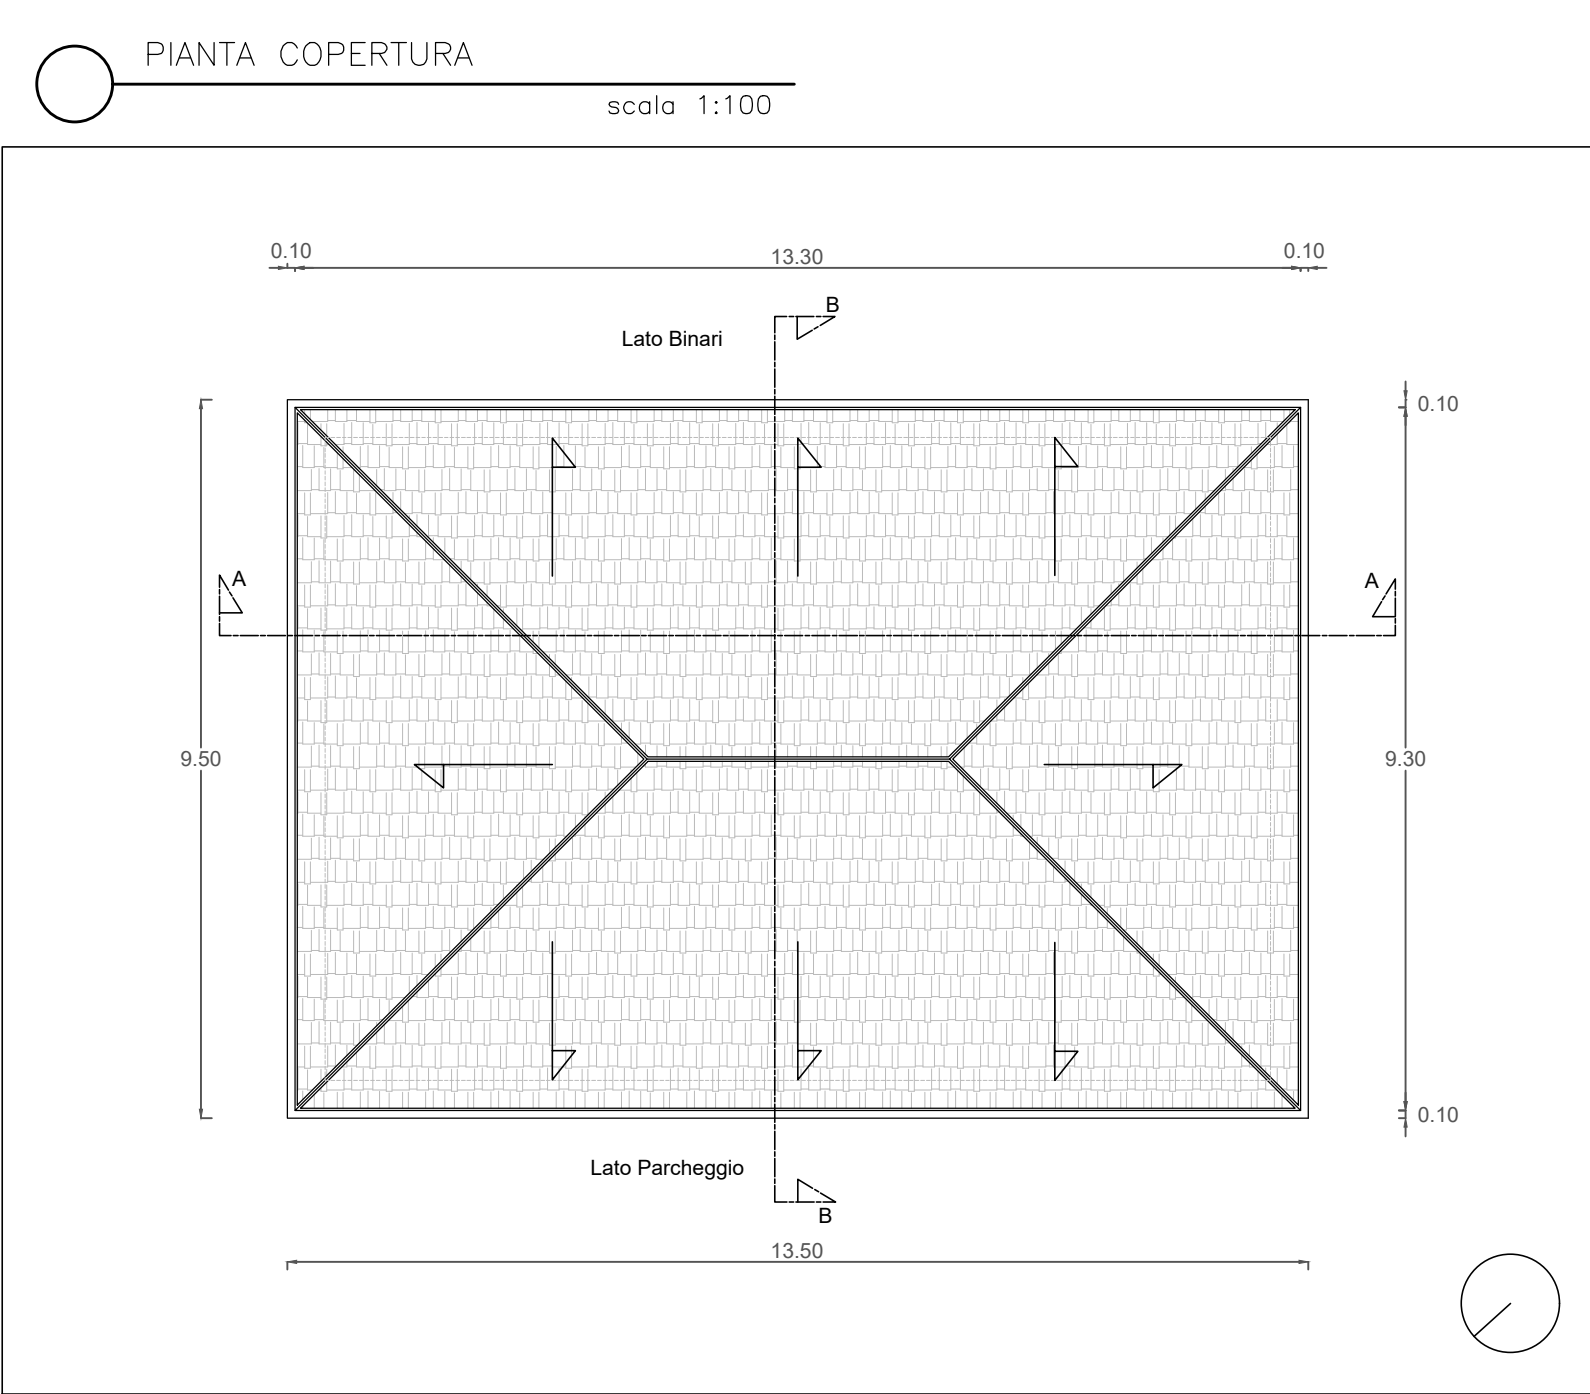 PIANTA COPERTURA
scala 1:100
0.10
13.30
0.10
B
Lato Binari
0.10
A
A
9.50
9.30
0.10
Lato Parcheggio
B
13.50